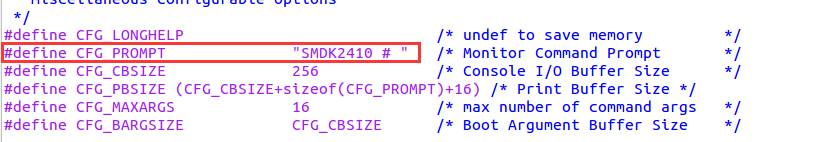 Miscellaneous configurable options
*/
#define CFG_LONGHELP /* undef to save memory */
#define CFG_PROMPT "SMDK2410 # " /* Monitor Command Prompt */
#define CFG_CBSIZE 256 /* Console I/O Buffer Size */
#define CFG_PBSIZE (CFG_CBSIZE+sizeof(CFG_PROMPT)+16) /* Print Buffer Size */
#define CFG_MAXARGS 16 /* max number of command args */
#define CFG_BARGSIZE CFG_CBSIZE /* Boot Argument Buffer Size */